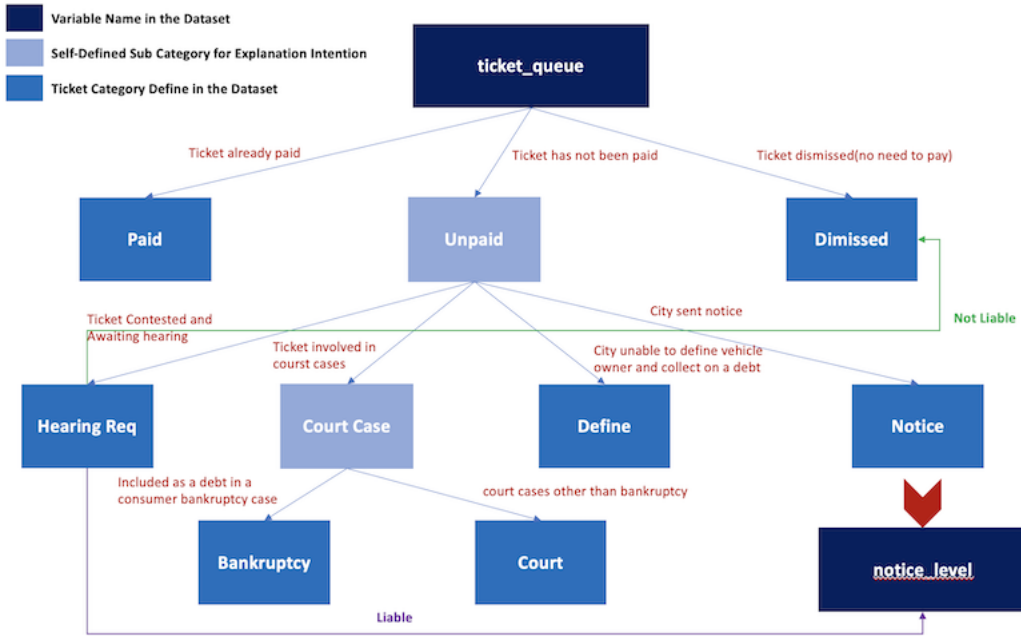 Variable Name in the Dataset
Self-Defined Sub Category for Explanation Intention
Ticket Category Define in the Dataset
ticket_queue
Ticket already paid
Ticket has not been paid
Ticket dismissed(no need to pay)
Paid
Unpaid
Dimissed
Ticket Contested and
Awaiting hearing
City sent notice
Not Liable
Ticket involved in
courst cases
City unable to define vehicle
owner and collect on a debt
Hearing Req
Court Case
Define
Notice
Included as a debt in a
consumer bankruptcy case
court cases other than bankruptcy
Bankruptcy
Court
notice_level
Liable